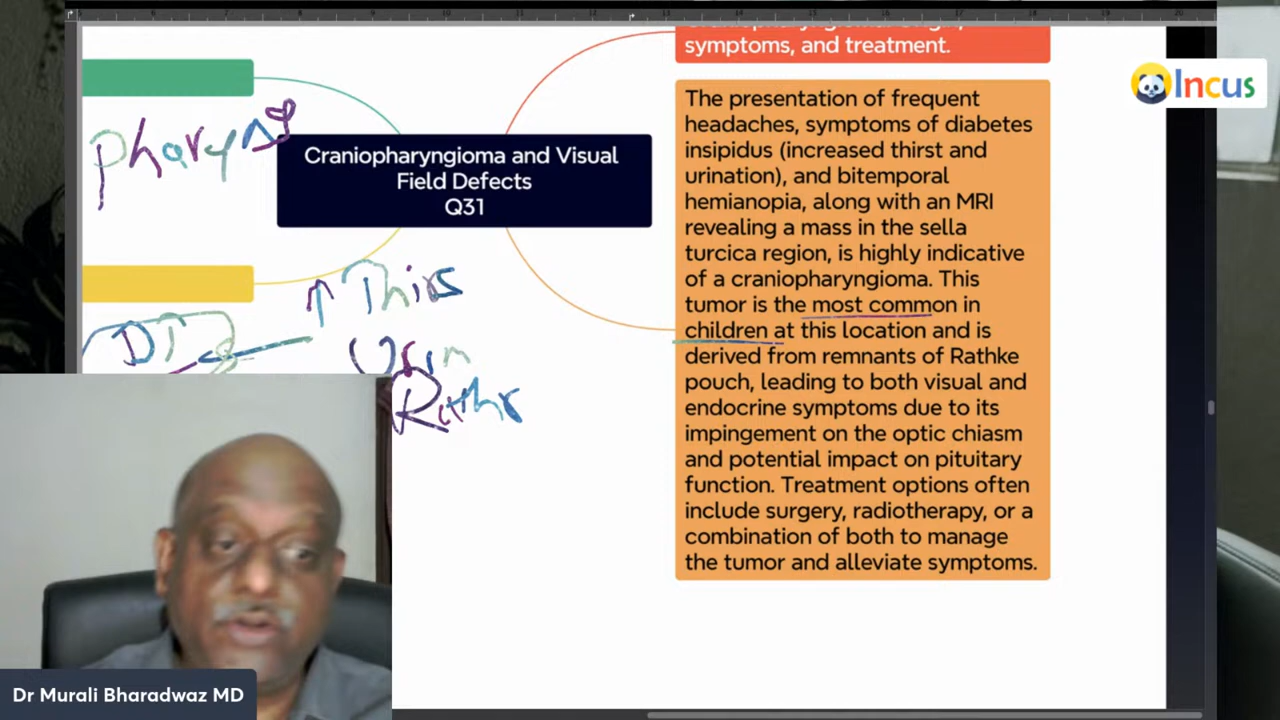 symptoms, and treatment.
Incus
The presentation of frequent
headaches, symptoms of diabetes
insipidus (increased thirst and
urination), and bitemporal
hemianopia, along with an MRI
revealing a mass in the sella
turcica region, is highly indicative
of a craniopharyngioma. This
tumor is the most common in
children at this location and is
derived from remnants of Rathke
pouch, leading to both visual and
endocrine symptoms due to its
impingement on the optic chiasm
and potential impact on pituitary
function. Treatment options often
include surgery, radiotherapy, or a
combination of both to manage
the tumor and alleviate symptoms.
Craniopharyngioma and Visual
Field Defects
Q31
↑ Thirs
DI
Urin
Dr Murali Bharadwaz MD